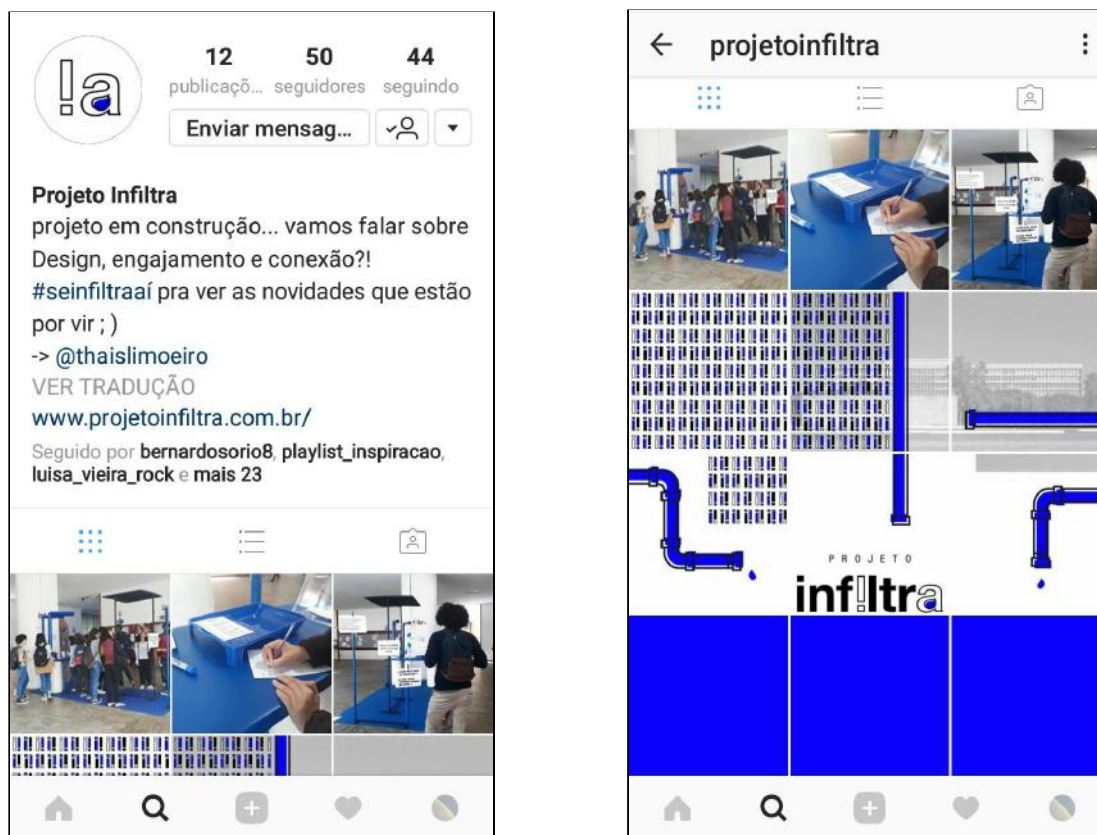 !a
12 50 44
publicaçõ... seguidores seguindo
Enviar mensag...
Projeto Infiltra
projeto em construção... vamos falar sobre
Design, engajamento e conexão?!
#seinfiltraaí pra ver as novidades que estão
por vir ; )
-> @thaislimoeiro
VER TRADUÇÃO
www.projetoinfiltra.com.br/
Seguido por bernardosorio8, playlist_inspiracao,
luisa_vieira_rock e mais 23
projetoinfiltra
PROJETO
inf!ltra